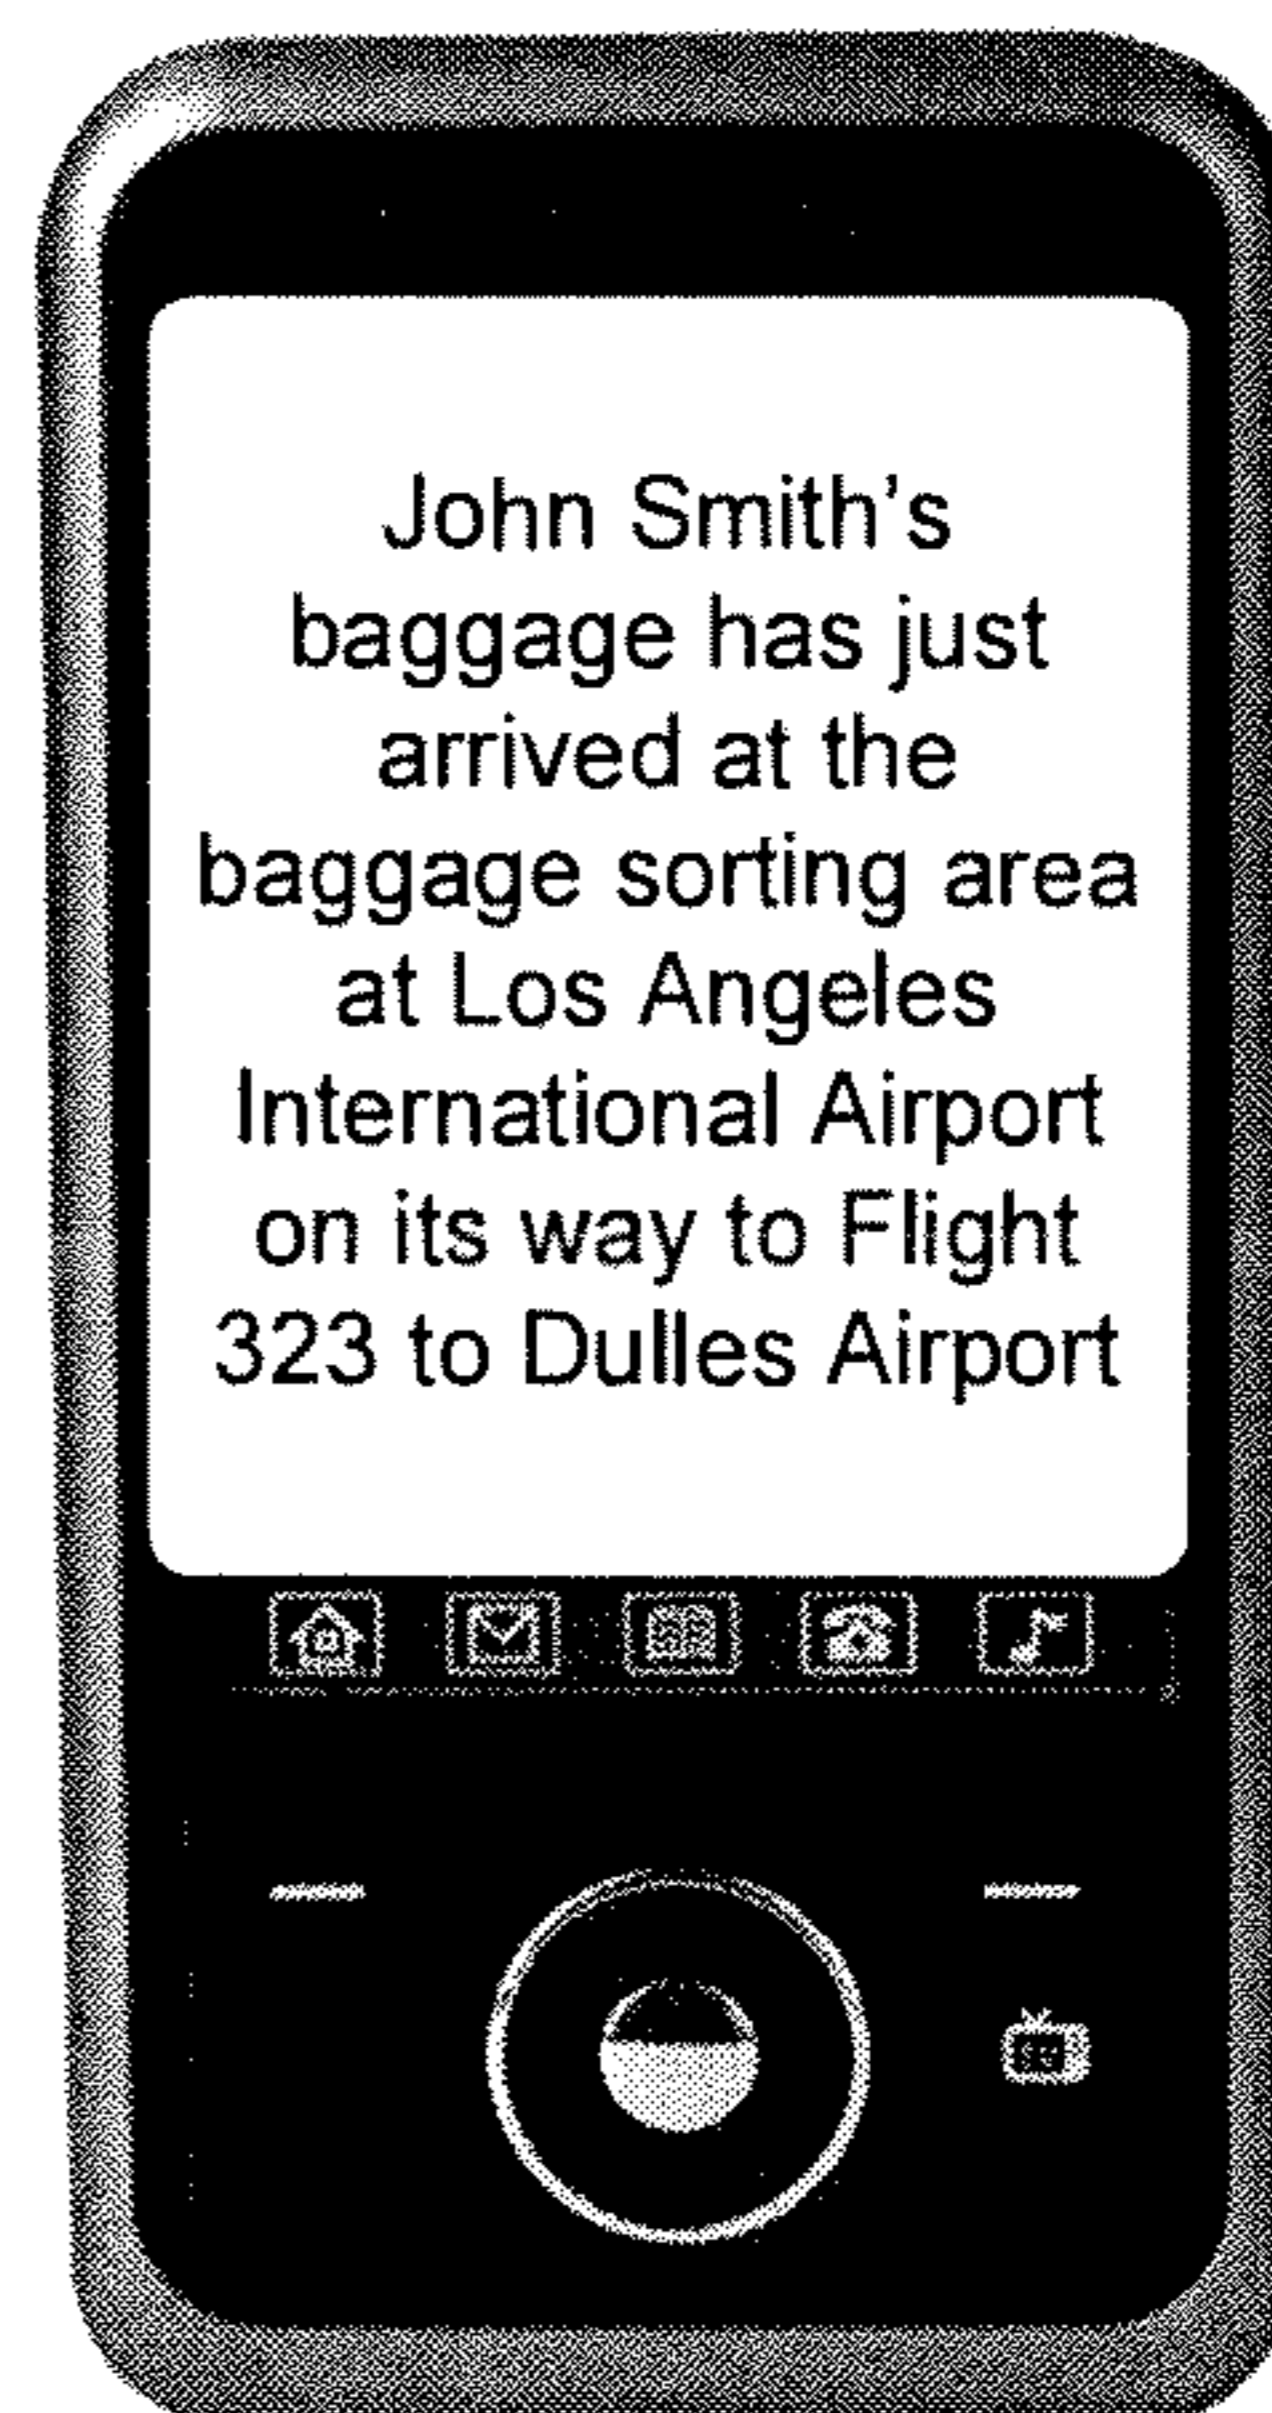 John Smith's
baggage has just
arrived at the
baggage sorting area
at Los Angeles
International Airport
on its way to Flight
323 to Dulles Airport